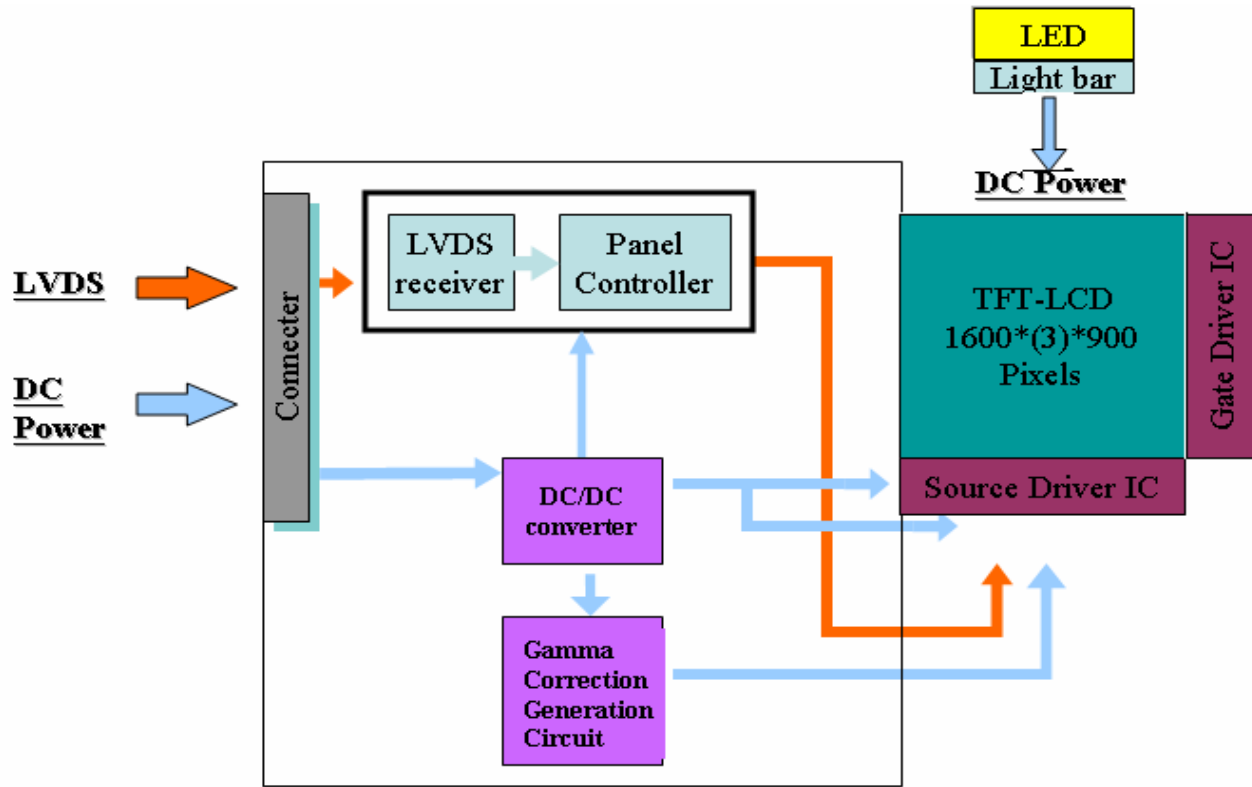 LED
Light bar
DC Power
LVDS
DC
Power
Connecter
LVDS
receiver
Panel
Controller
TFT-LCD
1600*(3)*900
Pixels
Gate Driver IC
Source Driver IC
DC/DC
converter
Gamma
Correction
Generation
Circuit